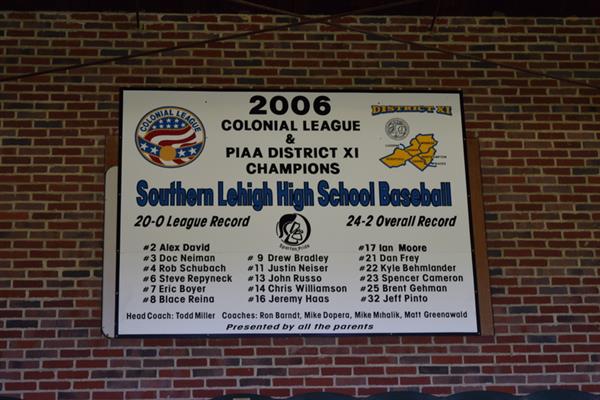 2006
COLONIAL LEAGUE
&
PIAA DISTRICT XI
CHAMPIONS
COLONIAL LEAGUE
DISTRICT XI
Southern Lehigh High School Baseball
20-0 League Record
24-2 Overall Record
Spartan Pride
#2 Alex David
#3 Doc Neiman
#4 Rob Schubach
#6 Steve Repyneck
#7 Eric Boyer
#8 Blace Reina
# 9 Drew Bradley
#11 Justin Neiser
#13 John Russo
#14 Chris Williamson
#16 Jeremy Haas
#17 Ian Moore
#21 Dan Frey
#22 Kyle Behmlander
#23 Spencer Cameron
#25 Brent Gehman
#32 Jeff Pinto
Head Coach: Todd Miller Coaches: Ron Barndt, Mike Dopera, Mike Mihalik, Matt Greenawald
Presented by all the parents